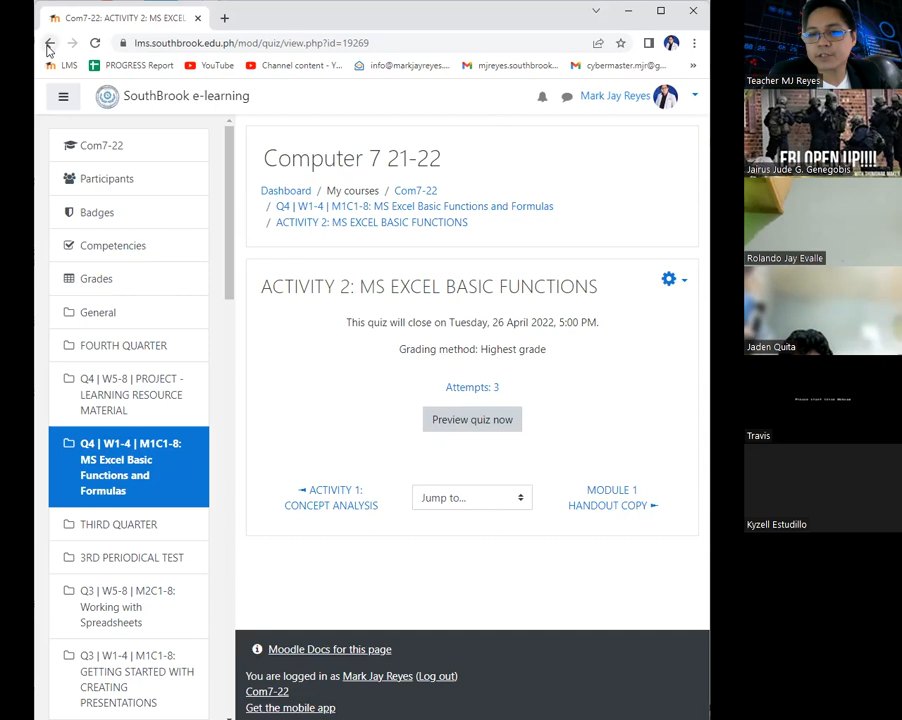 Com7-22: ACTIVITY 2: MS EXCEL
lms.southbrook.edu.ph/mod/quiz/view.php?id=19269
LMS
PROGRESS Report
YouTube
Channel content - Y...
info@markjayreyes....
mjreyes.southbrook...
cybermaster.mjr@g...
»
SouthBrook e-learning
Mark Jay Reyes
Com7-22
Participants
Badges
Competencies
Grades
General
FOURTH QUARTER
Q4 | W5-8 | PROJECT -
LEARNING RESOURCE
MATERIAL
Q4 | W1-4 | M1C1-8:
MS Excel Basic
Functions and
Formulas
THIRD QUARTER
3RD PERIODICAL TEST
Q3 | W5-8 | M2C1-8:
Working with
Spreadsheets
Q3 | W1-4 | M1C1-8:
GETTING STARTED WITH
CREATING
PRESENTATIONS
Computer 7 21-22
Dashboard / My courses / Com7-22
/ Q4 | W1-4 | M1C1-8: MS Excel Basic Functions and Formulas
/ ACTIVITY 2: MS EXCEL BASIC FUNCTIONS
ACTIVITY 2: MS EXCEL BASIC FUNCTIONS
This quiz will close on Tuesday, 26 April 2022, 5:00 PM.
Grading method: Highest grade
Attempts: 3
Preview quiz now
◄ ACTIVITY 1:
CONCEPT ANALYSIS
Jump to...
MODULE 1
HANDOUT COPY ►
Moodle Docs for this page
You are logged in as Mark Jay Reyes (Log out)
Com7-22
Get the mobile app
Teacher MJ Reyes
FBI OPEN UP!!!!
Jairus Jude G. Genegobis
Rolando Jay Evalle
Jaden Quita
Travis
Kyzell Estudillo